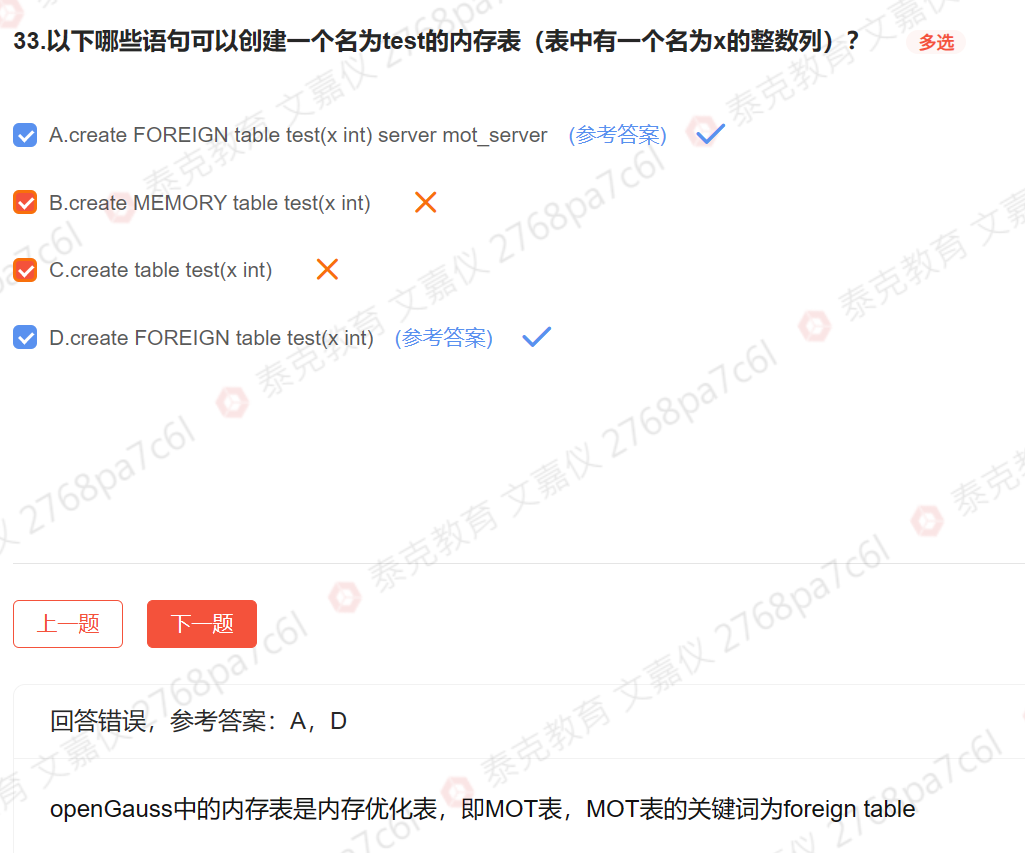 33.以下哪些语句可以创建一个名为test的内存表（表中有一个名为x的整数列）？ 多选
A.create FOREIGN table test(x int) server mot_server (参考答案)
B.create MEMORY table test(x int)
C.create table test(x int)
D.create FOREIGN table test(x int) (参考答案)
上一题 下一题
回答错误，参考答案：A，D
openGauss中的内存表是内存优化表，即MOT表，MOT表的关键词为foreign table
泰克教育 文嘉仪 2768pa7c6l